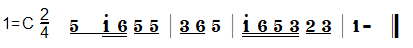 1=C 2/4 5 i̇ 6 5 5 | 3 6 5 | i̇ 6 5 3 2 3 | 1 - ‖